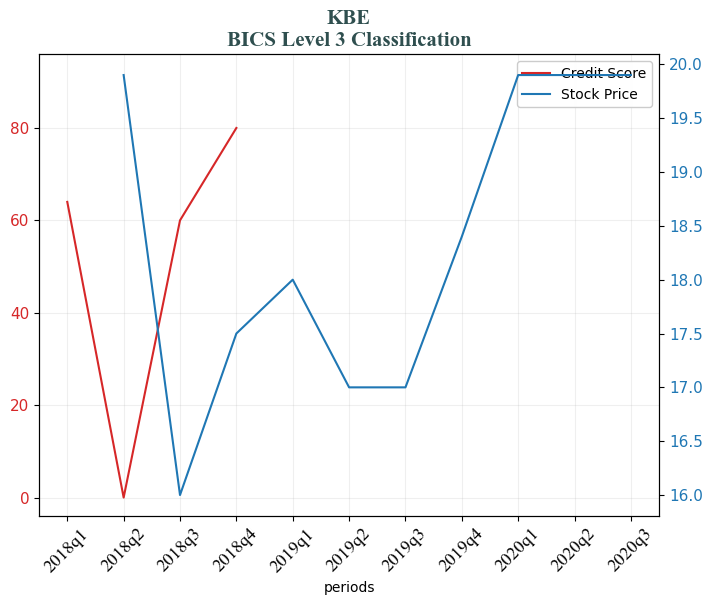 KBE
BICS Level 3 Classification
Credit Score
Stock Price
80
60
40
20
0
20.0
19.5
19.0
18.5
18.0
17.5
17.0
16.5
16.0
2018q1
2018q2
2018q3
2018q4
2019q1
2019q2
2019q3
2019q4
2020q1
2020q2
2020q3
periods